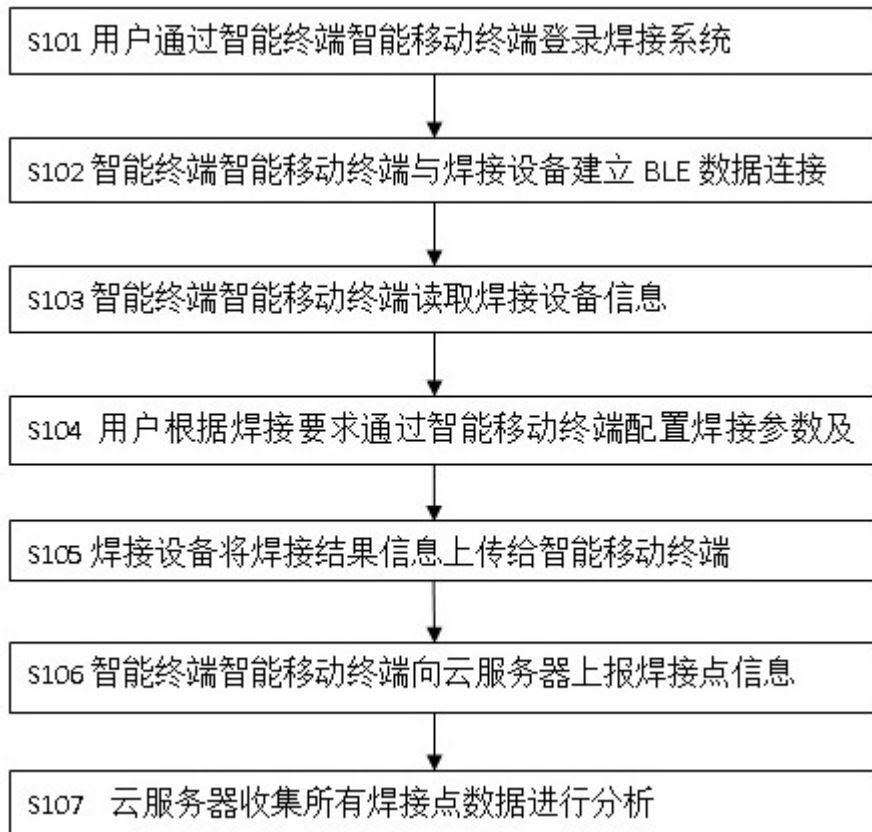 S101 用户通过智能终端智能移动终端登录焊接系统
S102 智能终端智能移动终端与焊接设备建立 BLE 数据连接
S103 智能终端智能移动终端读取焊接设备信息
S104 用户根据焊接要求通过智能移动终端配置焊接参数及
S105 焊接设备将焊接结果信息上传给智能移动终端
S106 智能终端智能移动终端向云服务器上报焊接点信息
S107 云服务器收集所有焊接点数据进行分析